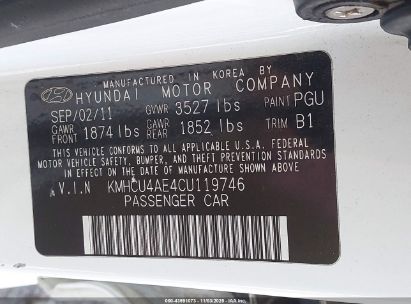 MANUFACTURED IN KOREA BY
HYUNDAI MOTOR COMPANY
SEP/02/11 GVWR 3527 lbs PAINT PGU
GAWR FRONT 1874 lbs GAWR REAR 1852 lbs TRIM B1
THIS VEHICLE CONFORMS TO ALL APPLICABLE U.S.A. FEDERAL
MOTOR VEHICLE SAFETY, BUMPER, AND THEFT PREVENTION STANDARDS
IN EFFECT ON THE DATE OF MANUFACTURE SHOWN ABOVE
V.I.N KMHCU4AE4CU119746
PASSENGER CAR